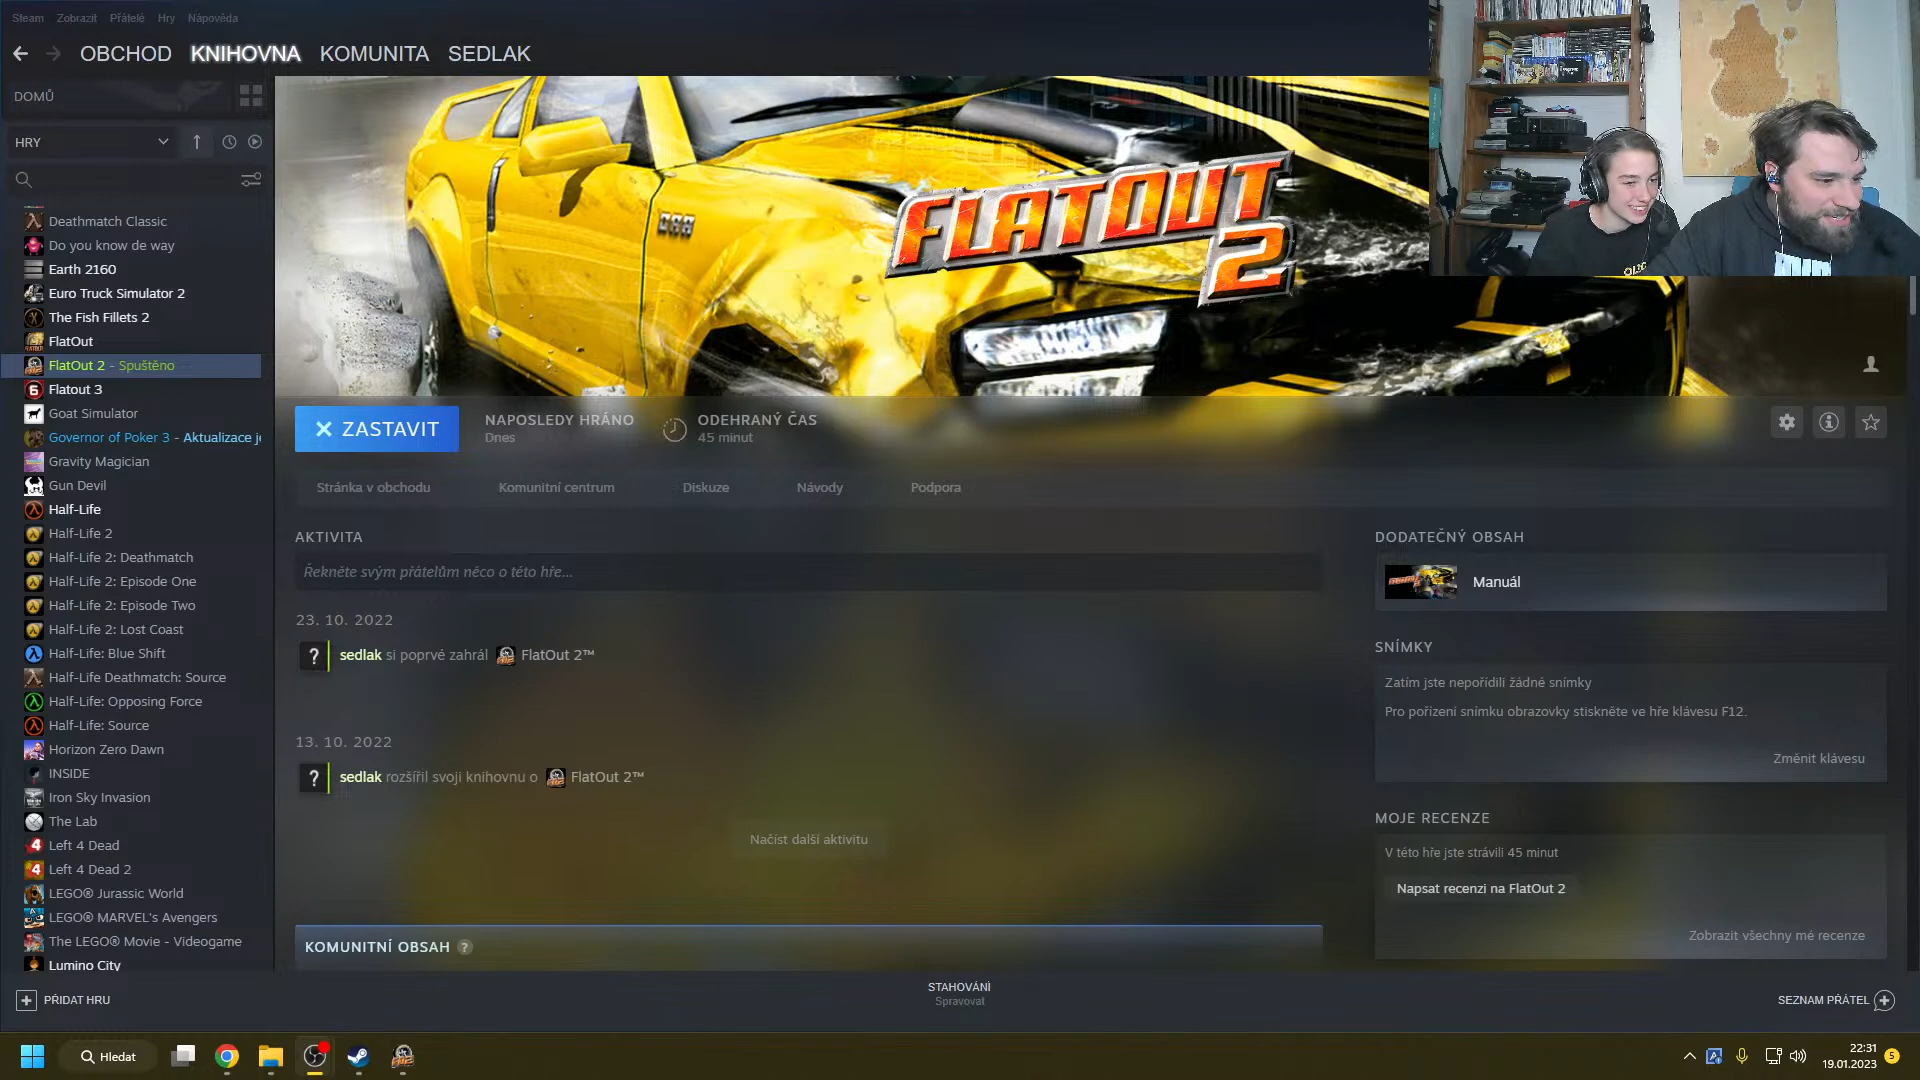 Steam Zobrazit Přátelé Hry Nápověda
OBCHOD KNIHOVNA KOMUNITA SEDLAK
DOMŮ
HRY
Deathmatch Classic
Do you know de way
Earth 2160
Euro Truck Simulator 2
The Fish Fillets 2
FlatOut
FlatOut 2 - Spuštěno
Flatout 3
Goat Simulator
Governor of Poker 3 - Aktualizace je
Gravity Magician
Gun Devil
Half-Life
Half-Life 2
Half-Life 2: Deathmatch
Half-Life 2: Episode One
Half-Life 2: Episode Two
Half-Life 2: Lost Coast
Half-Life: Blue Shift
Half-Life Deathmatch: Source
Half-Life: Opposing Force
Half-Life: Source
Horizon Zero Dawn
INSIDE
Iron Sky Invasion
The Lab
Left 4 Dead
Left 4 Dead 2
LEGO® Jurassic World
LEGO® MARVEL's Avengers
The LEGO® Movie - Videogame
Lumino City
PŘIDAT HRU
FLATOUT
2
ZASTAVIT
NAPOSLEDY HRÁNO
Dnes
ODEHRANÝ ČAS
45 minut
Stránka v obchodu Komunitní centrum Diskuze Návody Podpora
AKTIVITA
Řekněte svým přátelům něco o této hře...
23. 10. 2022
sedlak si poprvé zahrál FlatOut 2™
13. 10. 2022
sedlak rozšířil svoji knihovnu o FlatOut 2™
Načíst další aktivitu
KOMUNITNÍ OBSAH ?
DODATEČNÝ OBSAH
Manuál
SNÍMKY
Zatím jste nepořídili žádné snímky
Pro pořízení snímku obrazovky stiskněte ve hře klávesu F12.
Změnit klávesu
MOJE RECENZE
V této hře jste strávili 45 minut
Napsat recenzi na FlatOut 2
Zobrazit všechny mé recenze
STAHOVÁNÍ
Spravovat
SEZNAM PŘÁTEL
Hledat
22:31
19.01.2023
5